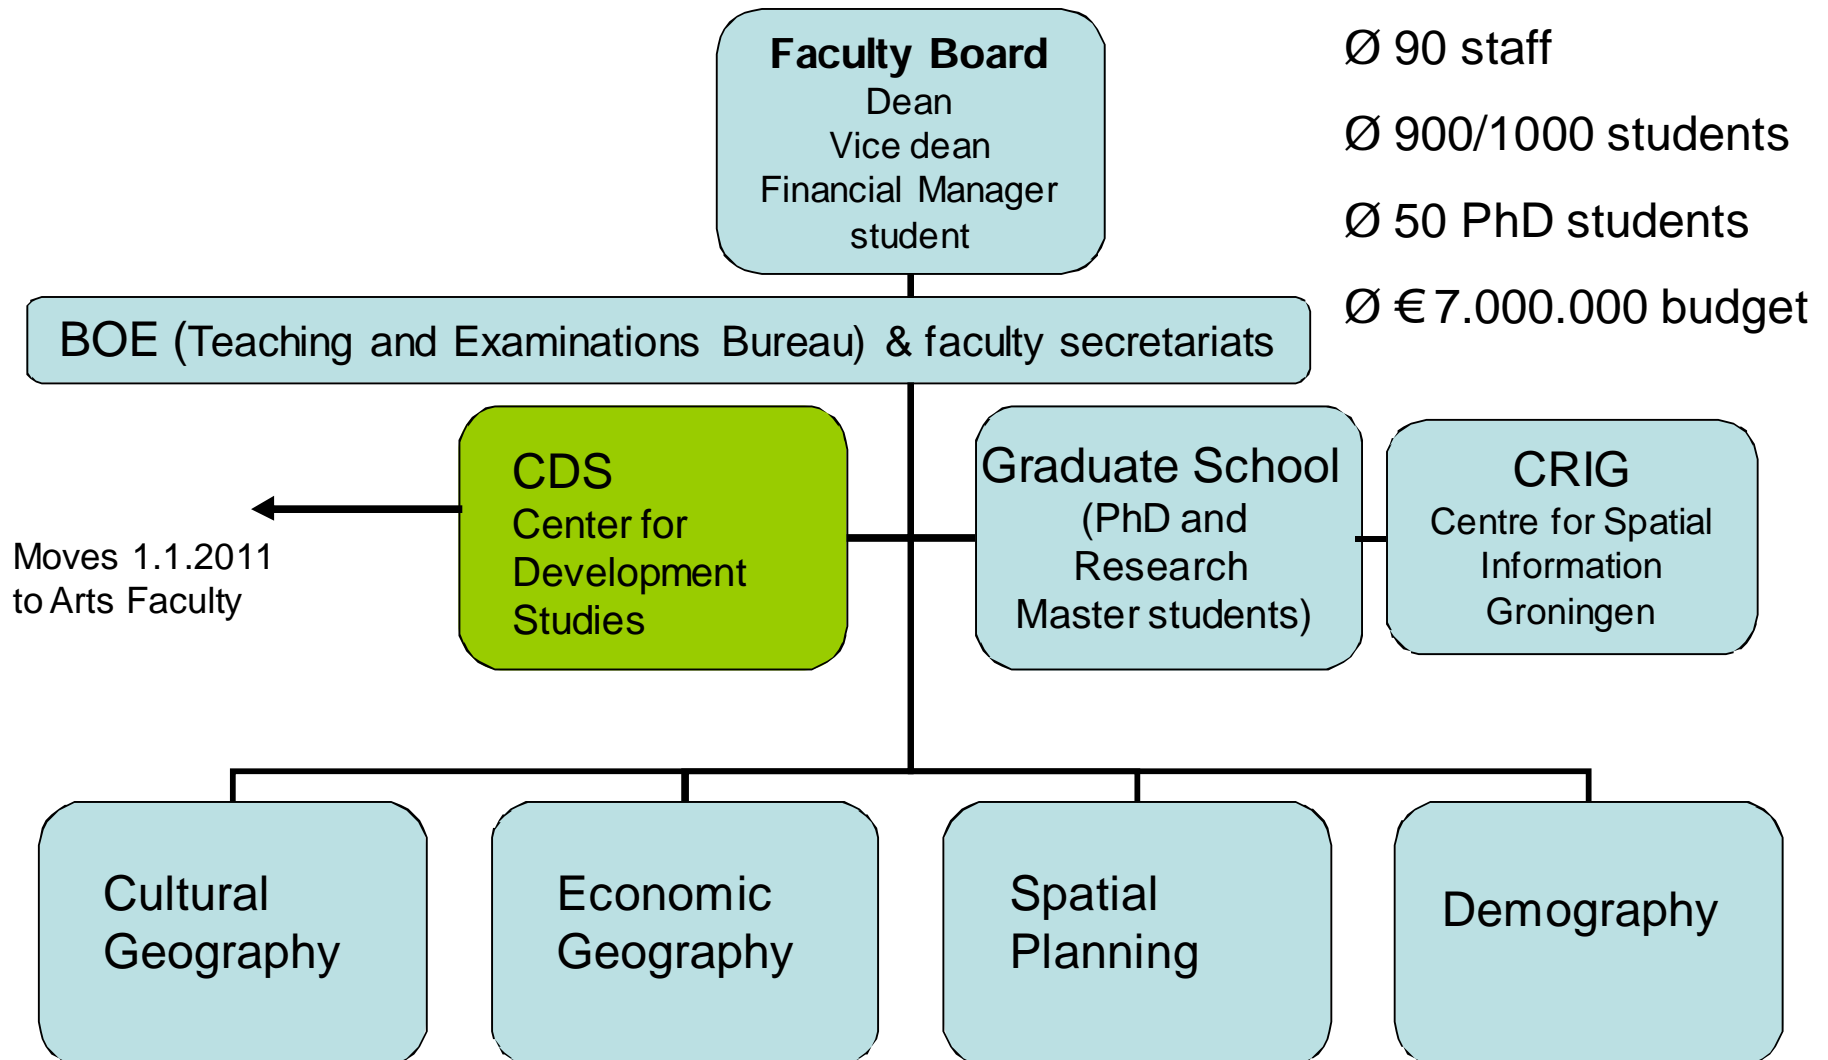 Faculty Board
Dean
Vice dean
Financial Manager
student
Ø 90 staff
Ø 900/1000 students
Ø 50 PhD students
Ø € 7.000.000 budget
BOE (Teaching and Examinations Bureau) & faculty secretariats
Moves 1.1.2011
to Arts Faculty
CDS
Center for
Development
Studies
Graduate School
(PhD and
Research
Master students)
CRIG
Centre for Spatial
Information
Groningen
Cultural
Geography
Economic
Geography
Spatial
Planning
Demography